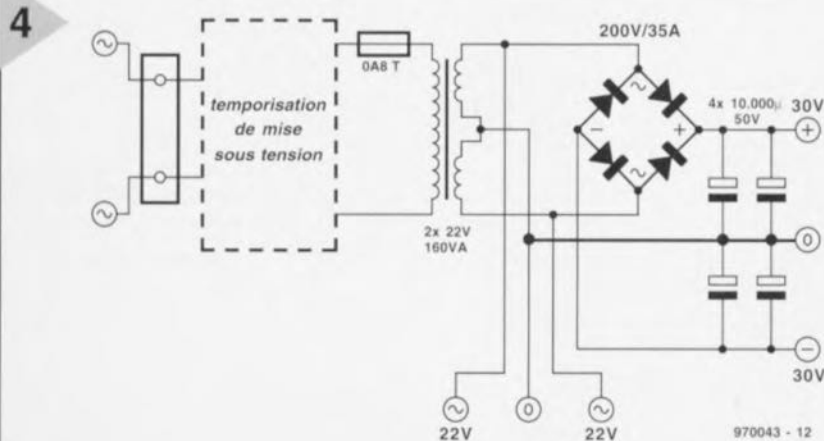 4
200V/35A
0A8 T
temporisation
de mise
sous tension
4x 10.000µ
50V
30V
~
~
~
~
−
+
+
2x 22V
160VA
0
−
30V
~
0
~
22V
22V
970043 - 12